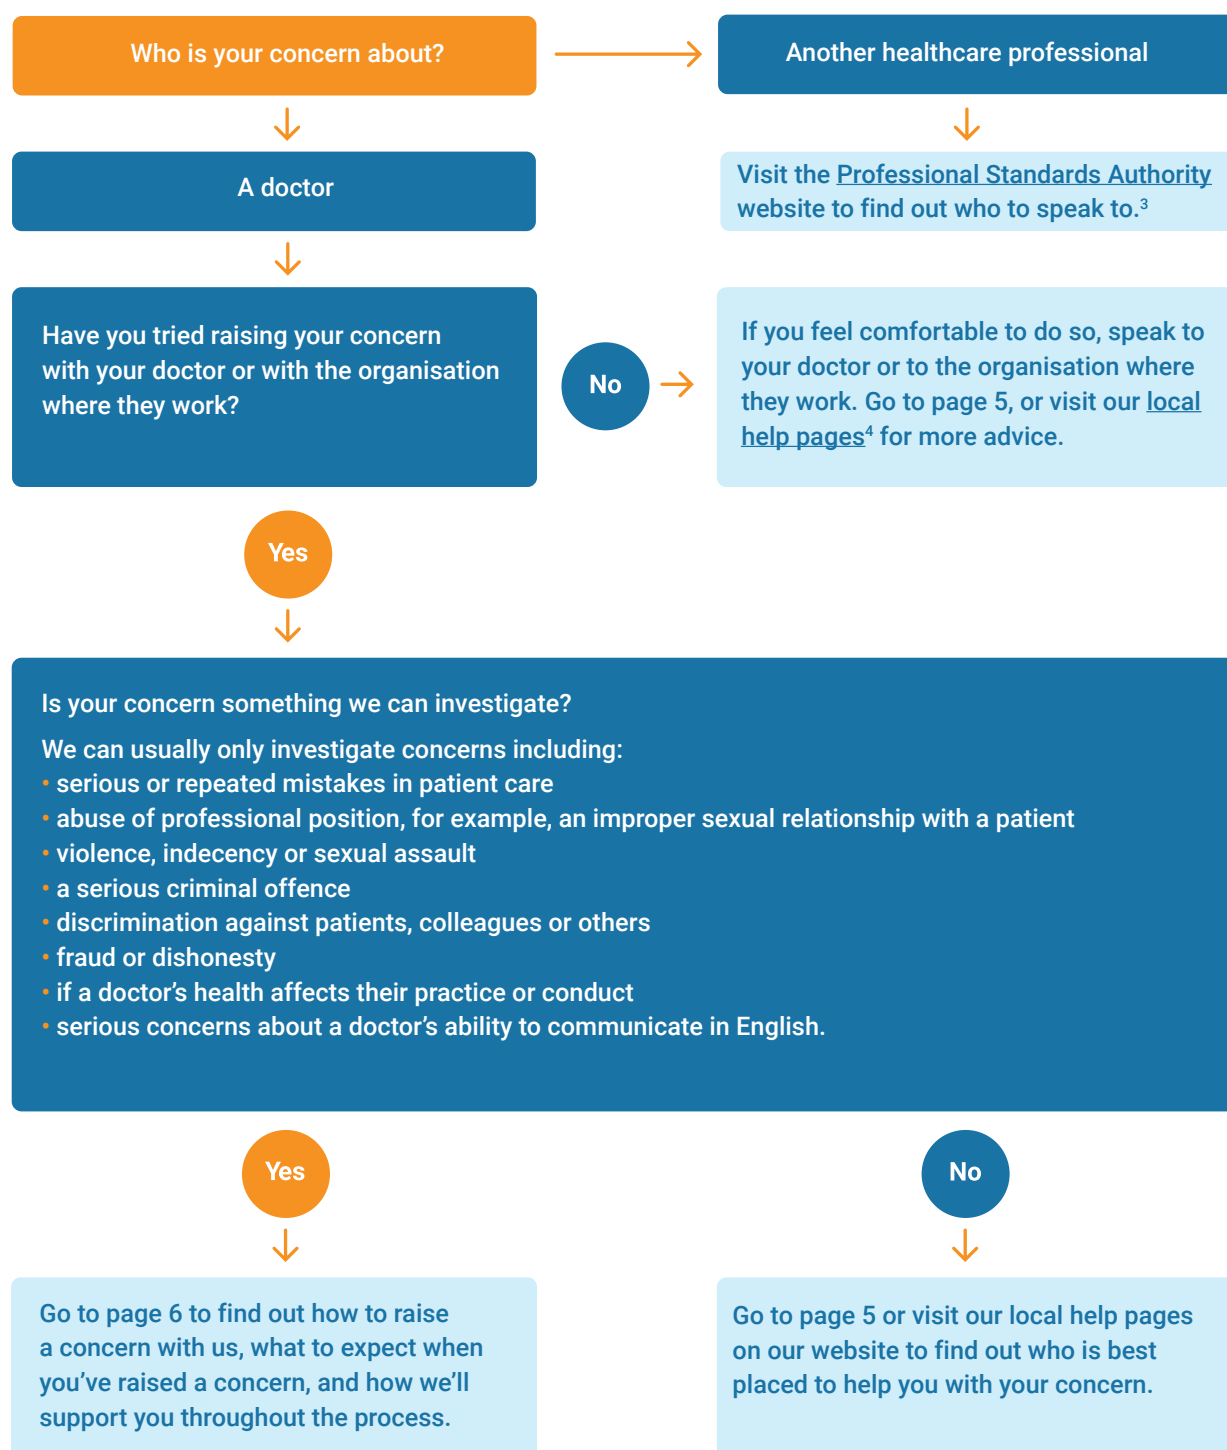 Who is your concern about?
Another healthcare professional
A doctor
Visit the Professional Standards Authority
website to find out who to speak to.³
Have you tried raising your concern
with your doctor or with the organisation
where they work?
No
If you feel comfortable to do so, speak to
your doctor or to the organisation where
they work. Go to page 5, or visit our local
help pages⁴ for more advice.
Yes
Is your concern something we can investigate?
We can usually only investigate concerns including:
• serious or repeated mistakes in patient care
• abuse of professional position, for example, an improper sexual relationship with a patient
• violence, indecency or sexual assault
• a serious criminal offence
• discrimination against patients, colleagues or others
• fraud or dishonesty
• if a doctor’s health affects their practice or conduct
• serious concerns about a doctor’s ability to communicate in English.
Yes
No
Go to page 6 to find out how to raise
a concern with us, what to expect when
you’ve raised a concern, and how we’ll
support you throughout the process.
Go to page 5 or visit our local help pages
on our website to find out who is best
placed to help you with your concern.